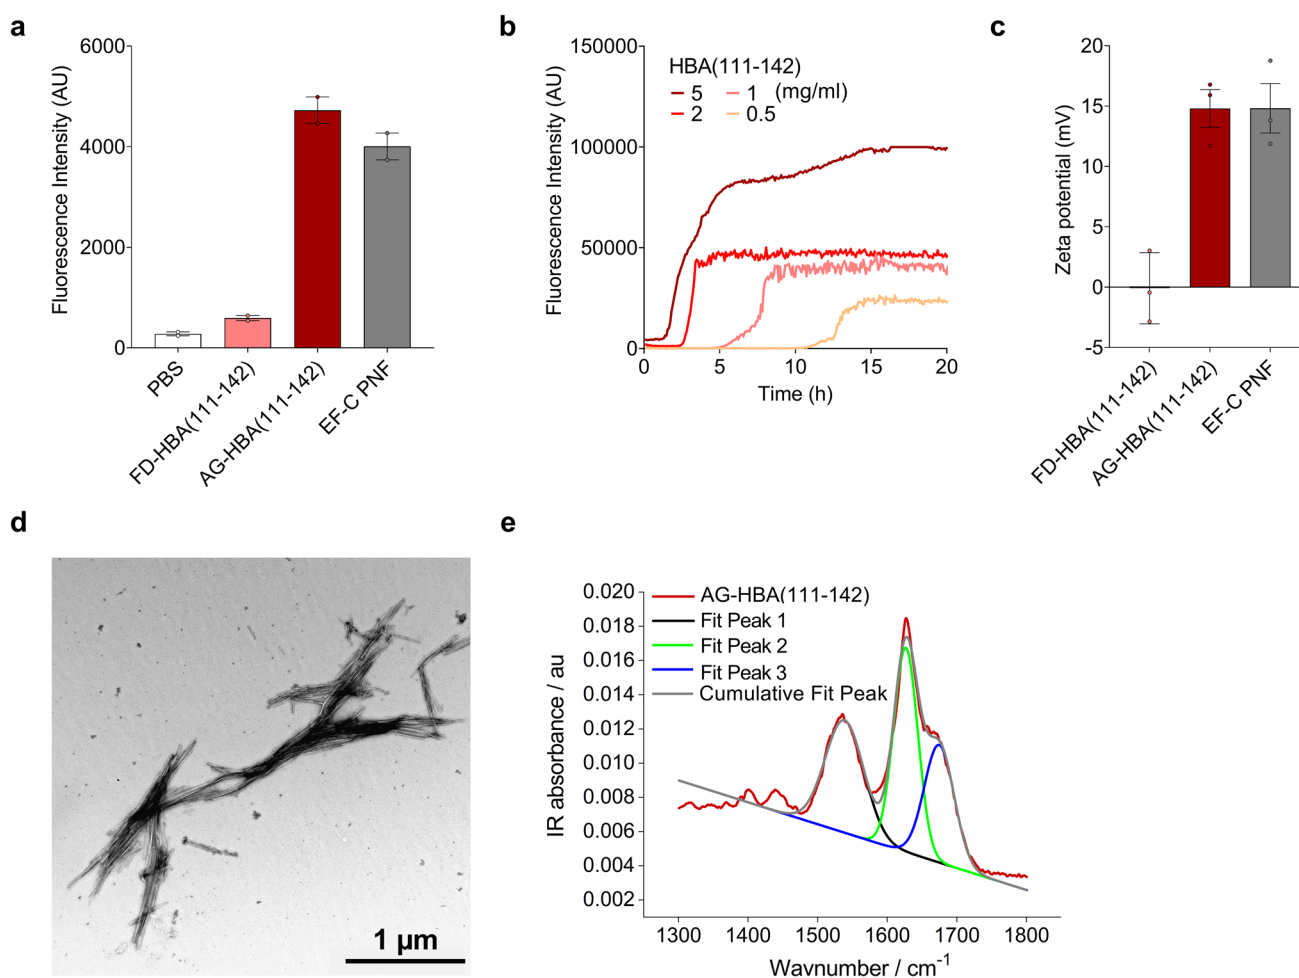 a
6000
4000
2000
0
Fluorescence Intensity (AU)
PBS
FD-HBA(111-142)
AG-HBA(111-142)
EF-C PNF
b
150000
100000
50000
0
Fluorescence Intensity (AU)
HBA(111-142)
5
1
(mg/ml)
2
0.5
0
5
10
15
20
Time (h)
c
20
15
10
5
0
-5
Zeta potential (mV)
FD-HBA(111-142)
AG-HBA(111-142)
EF-C PNF
d
1 µm
e
0.020
0.018
0.016
0.014
0.012
0.010
0.008
0.006
0.004
0.002
IR absorbance / au
AG-HBA(111-142)
Fit Peak 1
Fit Peak 2
Fit Peak 3
Cumulative Fit Peak
1300
1400
1500
1600
1700
1800
Wavnumber / cm⁻¹